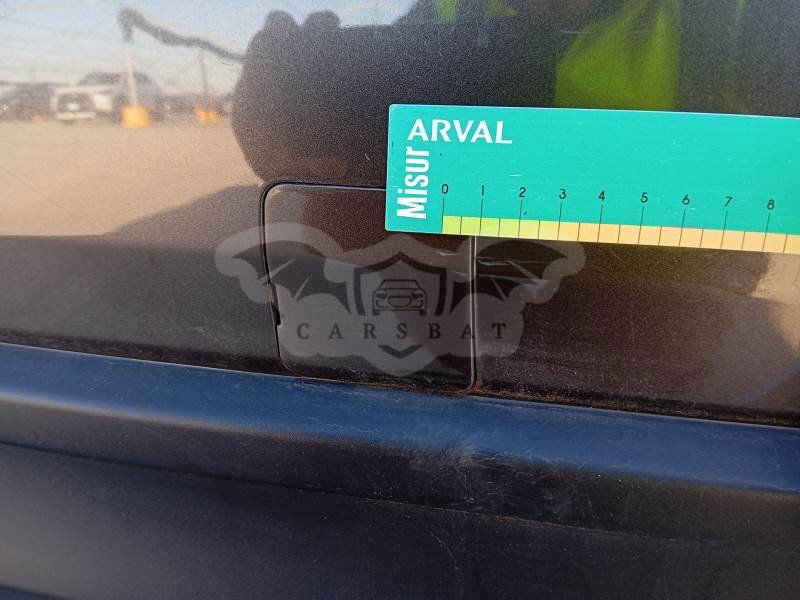 ARVAL
Misur
0 1 2 3 4 5 6 7 8
CARSBAT